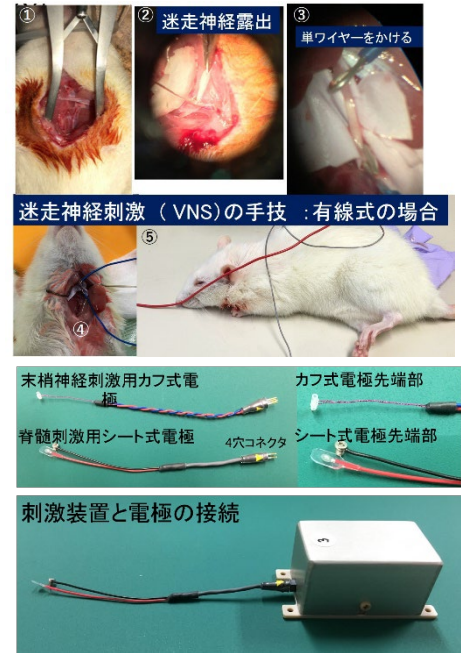 ①
②
迷走神経露出
③
単ワイヤーをかける
迷走神経刺激 (VNS)の手技 :有線式の場合
④
⑤
末梢神経刺激用カフ式電
極
カフ式電極先端部
脊髄刺激用シート式電極
4穴コネクタ
シート式電極先端部
刺激装置と電極の接続
3